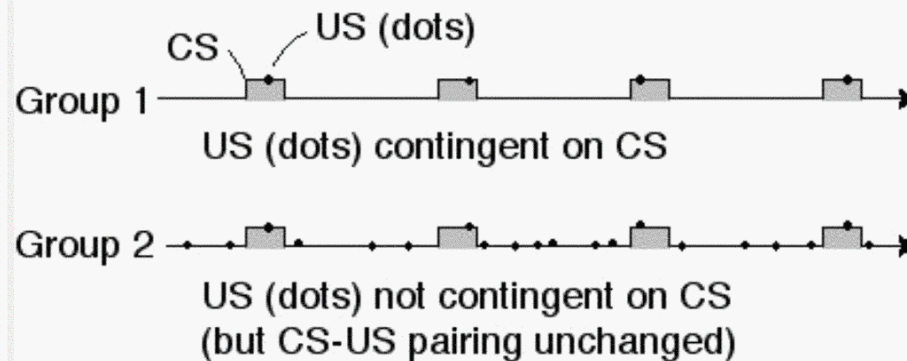 US (dots)
CS
Group 1
US (dots) contingent on CS
Group 2
US (dots) not contingent on CS
(but CS-US pairing unchanged)